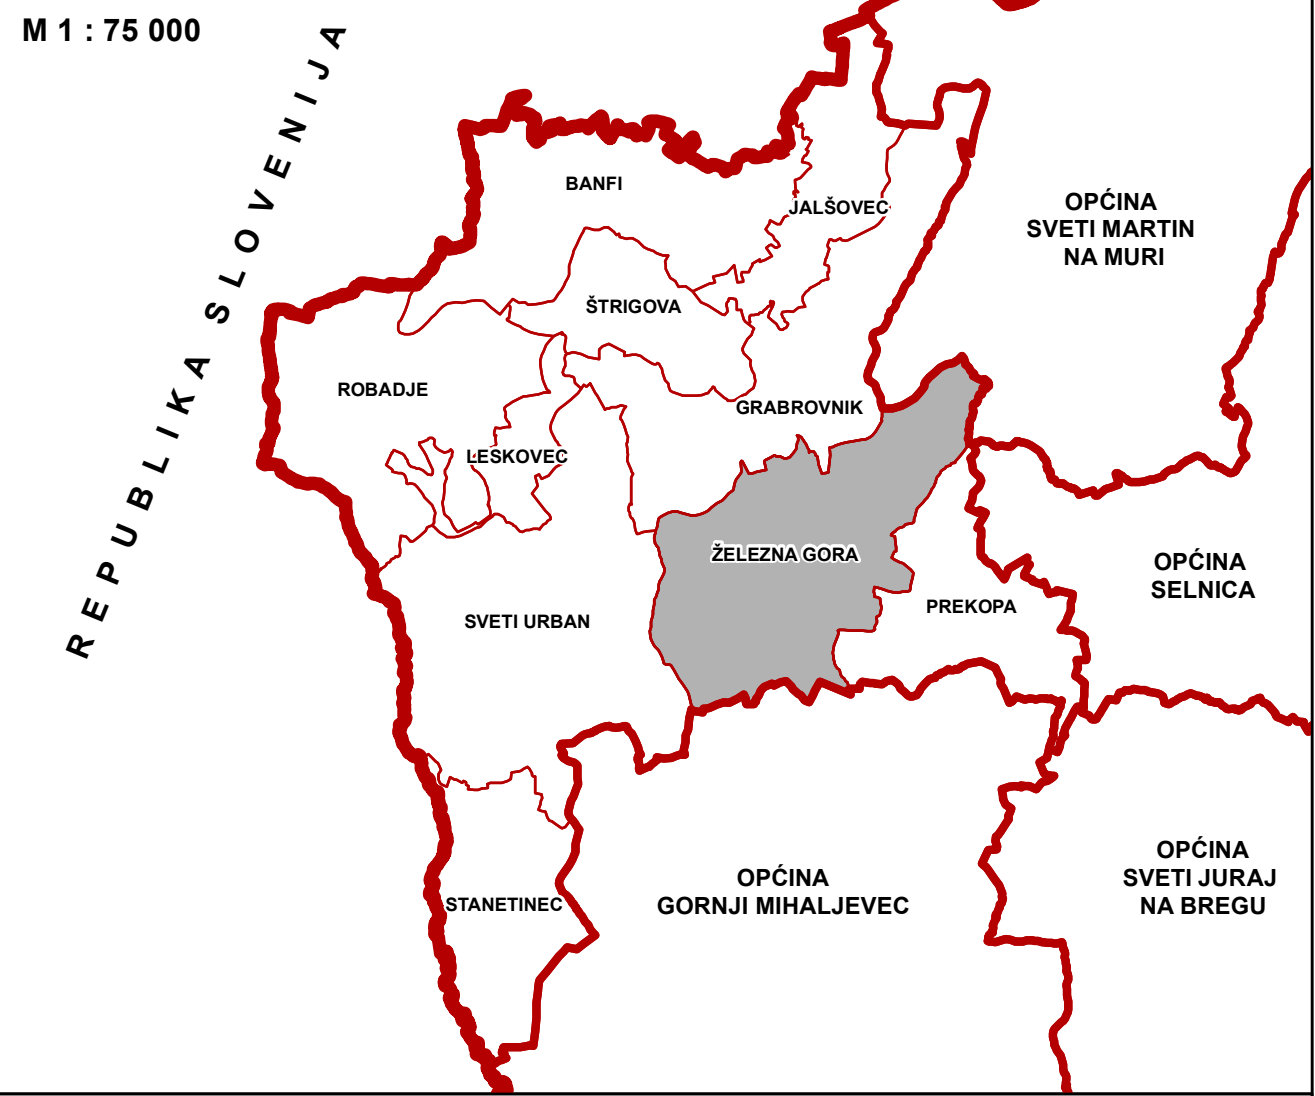 M 1 : 75 000
REPUBLIKA SLOVENIJA
BANFI
JALŠOVEC
OPĆINA
SVETI MARTIN
NA MURI
ŠTRIGOVA
ROBADJE
GRABROVNIK
LESKOVEC
ŽELEZNA GORA
OPĆINA
SELNICA
PREKOPA
SVETI URBAN
OPĆINA
SVETI JURAJ
NA BREGU
OPĆINA
GORNJI MIHALJEVEC
STANETINEC